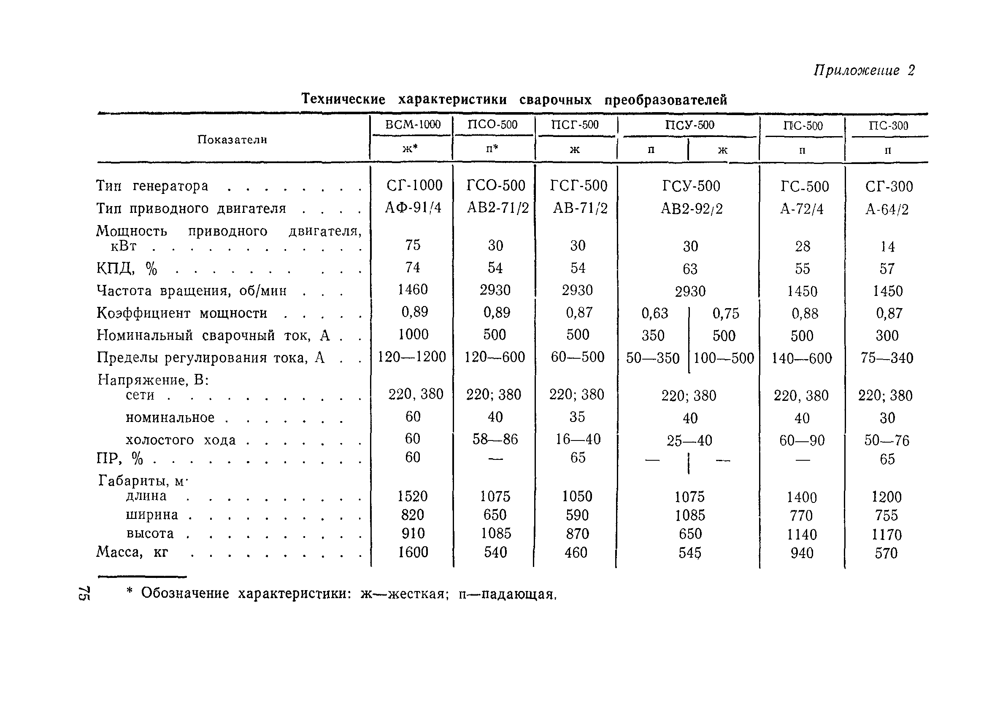 Приложение 2
Технические характеристики сварочных преобразователей
Показатели ВСМ-1000 ПСО-500 ПСГ-500 ПСУ-500 ПС-500 ПС-300
ж* п* ж п ж п п
Тип генератора . . . . . . . . СГ-1000 ГСО-500 ГСГ-500 ГСУ-500 ГС-500 СГ-300
Тип приводного двигателя . . . . АФ-91/4 АВ2-71/2 АВ-71/2 АВ2-92/2 А-72/4 А-64/2
Мощность приводного двигателя,
кВт . . . . . . . . . . . . 75 30 30 30 28 14
КПД, % . . . . . . . . . . 74 54 54 63 55 57
Частота вращения, об/мин . . . 1460 2930 2930 2930 1450 1450
Коэффициент мощности . . . . . 0,89 0,89 0,87 0,63 0,75 0,88 0,87
Номинальный сварочный ток, А . . 1000 500 500 350 500 500 300
Пределы регулирования тока, А . . 120—1200 120—600 60—500 50—350 100—500 140—600 75—340
Напряжение, В:
сети . . . . . . . . . . . 220, 380 220; 380 220; 380 220; 380 220, 380 220; 380
номинальное . . . . . . . 60 40 35 40 40 30
холостого хода . . . . . . . 60 58—86 16—40 25—40 60—90 50—76
ПР, % . . . . . . . . . . . . 60 — 65 — — — 65
Габариты, м·
длина . . . . . . . . . . 1520 1075 1050 1075 1400 1200
ширина . . . . . . . . . . 820 650 590 1085 770 755
высота . . . . . . . . . . 910 1085 870 650 1140 1170
Масса, кг . . . . . . . . . . 1600 540 460 545 940 570
* Обозначение характеристики: ж—жесткая; п—падающая,
75